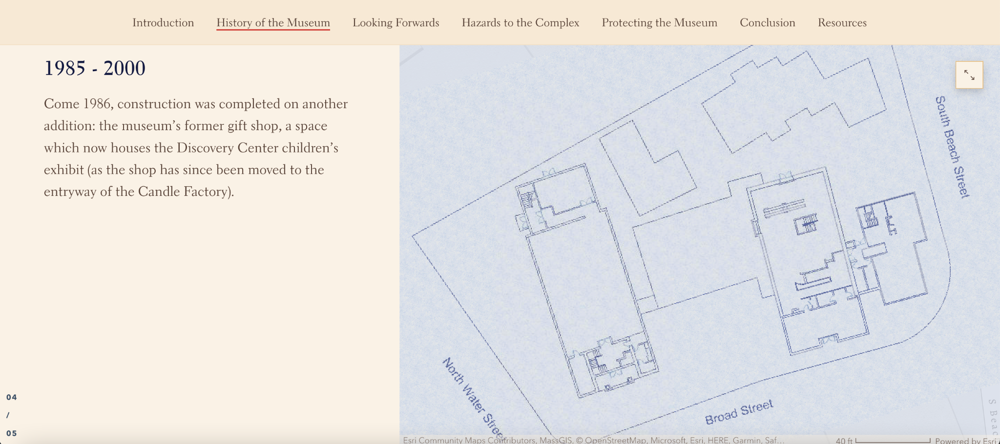 Introduction
History of the Museum
Looking Forwards
Hazards to the Complex
Protecting the Museum
Conclusion
Resources
1985 - 2000
Come 1986, construction was completed on another
addition: the museum’s former gift shop, a space
which now houses the Discovery Center children’s
exhibit (as the shop has since been moved to the
entryway of the Candle Factory).
04
/
05
South Beach Street
North Water Street
Broad Street
S Beac
Esri Community Maps Contributors, MassGIS, © OpenStreetMap, Microsoft, Esri, HERE, Garmin, Saf...
40 ft
Powered by Esri